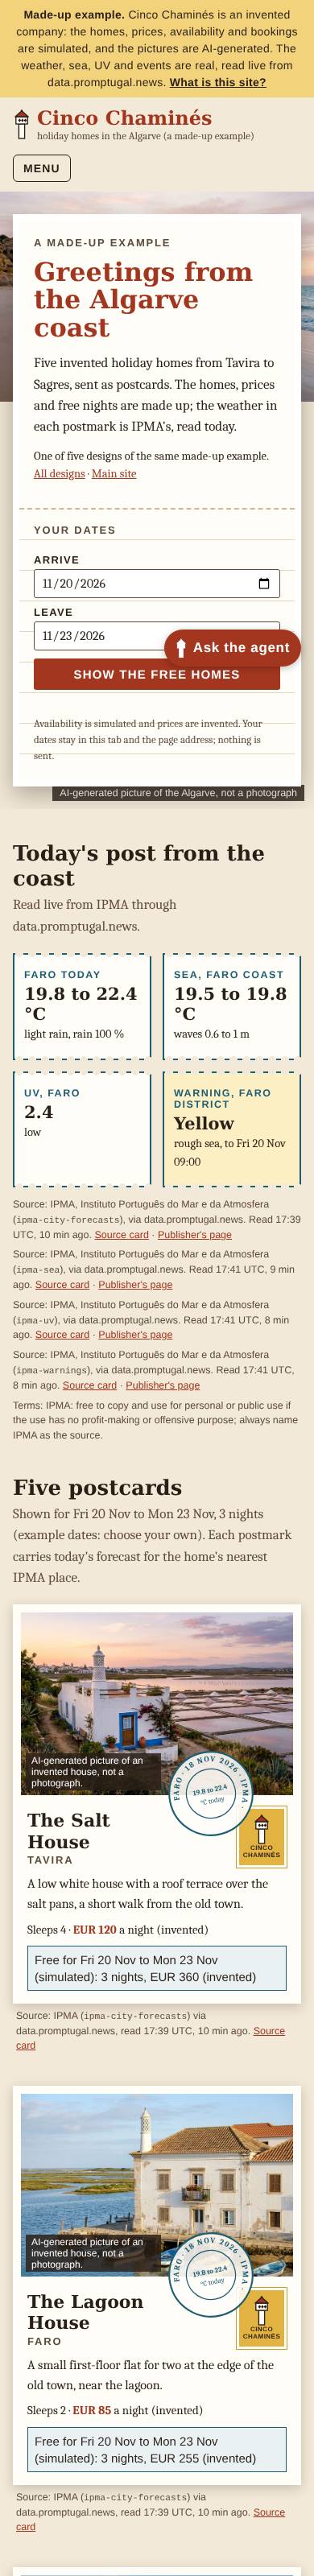 Made-up example. Cinco Chaminés is an invented
company: the homes, prices, availability and bookings
are simulated, and the pictures are AI-generated. The
weather, sea, UV and events are real, read live from
data.promptugal.news. What is this site?
Cinco Chaminés
holiday homes in the Algarve (a made-up example)
MENU
A MADE-UP EXAMPLE
Greetings from
the Algarve
coast
Five invented holiday homes from Tavira to
Sagres, sent as postcards. The homes, prices
and free nights are made up; the weather in
each postmark is IPMA's, read today.
One of five designs of the same made-up example.
All designs · Main site
YOUR DATES
ARRIVE
11/20/2026
LEAVE
11/23/2026
Ask the agent
SHOW THE FREE HOMES
Availability is simulated and prices are invented. Your
dates stay in this tab and the page address; nothing is
sent.
AI-generated picture of the Algarve, not a photograph
Today's post from the
coast
Read live from IPMA through
data.promptugal.news.
FARO TODAY
19.8 to 22.4
°C
light rain, rain 100 %
SEA, FARO COAST
19.5 to 19.8
°C
waves 0.6 to 1 m
UV, FARO
2.4
low
WARNING, FARO
DISTRICT
Yellow
rough sea, to Fri 20 Nov
09:00
Source: IPMA, Instituto Português do Mar e da Atmosfera
(ipma-city-forecasts), via data.promptugal.news. Read 17:39
UTC, 10 min ago. Source card · Publisher's page
Source: IPMA, Instituto Português do Mar e da Atmosfera
(ipma-sea), via data.promptugal.news. Read 17:41 UTC, 9 min
ago. Source card · Publisher's page
Source: IPMA, Instituto Português do Mar e da Atmosfera
(ipma-uv), via data.promptugal.news. Read 17:41 UTC, 8 min
ago. Source card · Publisher's page
Source: IPMA, Instituto Português do Mar e da Atmosfera
(ipma-warnings), via data.promptugal.news. Read 17:41 UTC,
8 min ago. Source card · Publisher's page
Terms: IPMA: free to copy and use for personal or public use if
the use has no profit-making or offensive purpose; always name
IPMA as the source.
Five postcards
Shown for Fri 20 Nov to Mon 23 Nov, 3 nights
(example dates: choose your own). Each postmark
carries today's forecast for the home's nearest
IPMA place.
AI-generated picture of an
invented house, not a
photograph.
FARO · 18 NOV 2026 · IPMA ·
19.8 to 22.4
°C today
CINCO
CHAMINÉS
The Salt
House
TAVIRA
A low white house with a roof terrace over the
salt pans, a short walk from the old town.
Sleeps 4 · EUR 120 a night (invented)
Free for Fri 20 Nov to Mon 23 Nov
(simulated): 3 nights, EUR 360 (invented)
Source: IPMA (ipma-city-forecasts) via
data.promptugal.news, read 17:39 UTC, 10 min ago. Source
card
AI-generated picture of an
invented house, not a
photograph.
FARO · 18 NOV 2026 · IPMA ·
19.8 to 22.4
°C today
CINCO
CHAMINÉS
The Lagoon
House
FARO
A small first-floor flat for two at the edge of the
old town, near the lagoon.
Sleeps 2 · EUR 85 a night (invented)
Free for Fri 20 Nov to Mon 23 Nov
(simulated): 3 nights, EUR 255 (invented)
Source: IPMA (ipma-city-forecasts) via
data.promptugal.news, read 17:39 UTC, 10 min ago. Source
card